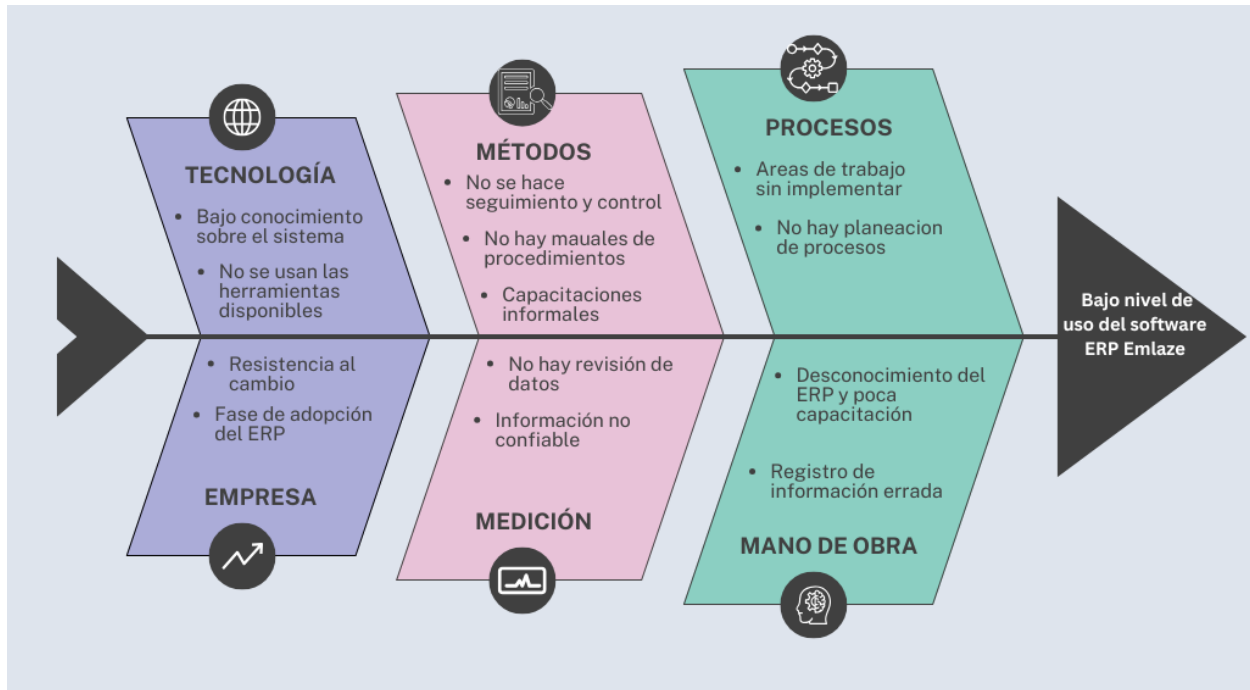 TECNOLOGÍA
• Bajo conocimiento
sobre el sistema
• No se usan las
herramientas
disponibles
MÉTODOS
• No se hace
seguimiento y control
• No hay mauales de
procedimientos
• Capacitaciones
informales
PROCESOS
• Areas de trabajo
sin implementar
• No hay planeacion
de procesos
• Resistencia al
cambio
• Fase de adopción
del ERP
EMPRESA
• No hay revisión de
datos
• Información no
confiable
MEDICIÓN
• Desconocimiento del
ERP y poca
capacitación
• Registro de
información errada
MANO DE OBRA
Bajo nivel de
uso del software
ERP Emlaze